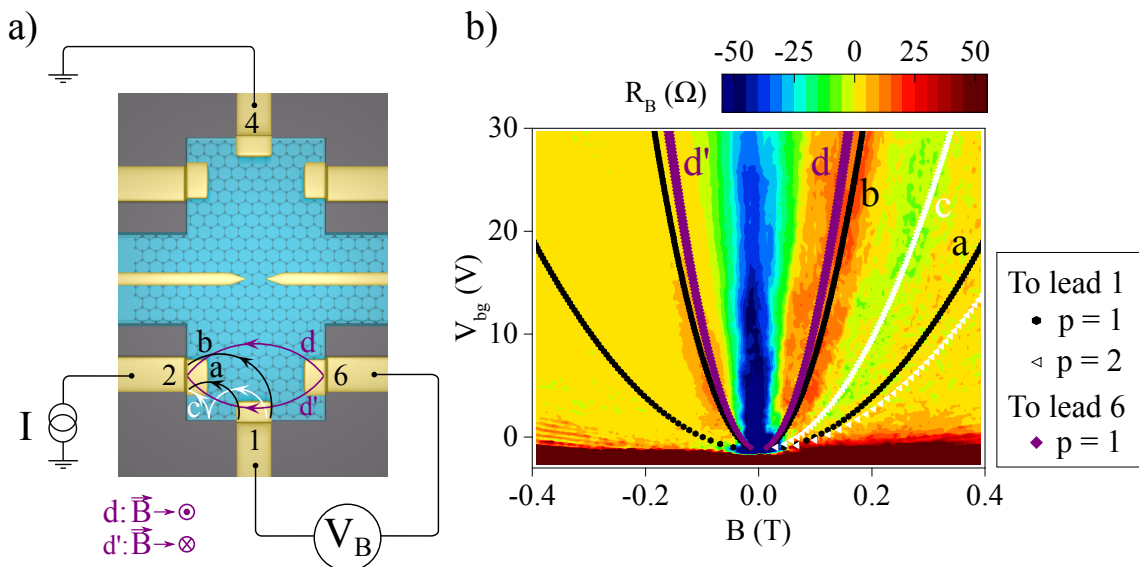 a)
4
2
b
a
c
d
d'
6
1
I
V_B
d: B→⊙
d': B→⊗
b)
-50 -25 0 25 50
R_B (Ω)
30
20
10
0
V_bg (V)
d'
d
b
c
a
-0.4 -0.2 0.0 0.2 0.4
B (T)
To lead 1
p = 1
p = 2
To lead 6
p = 1